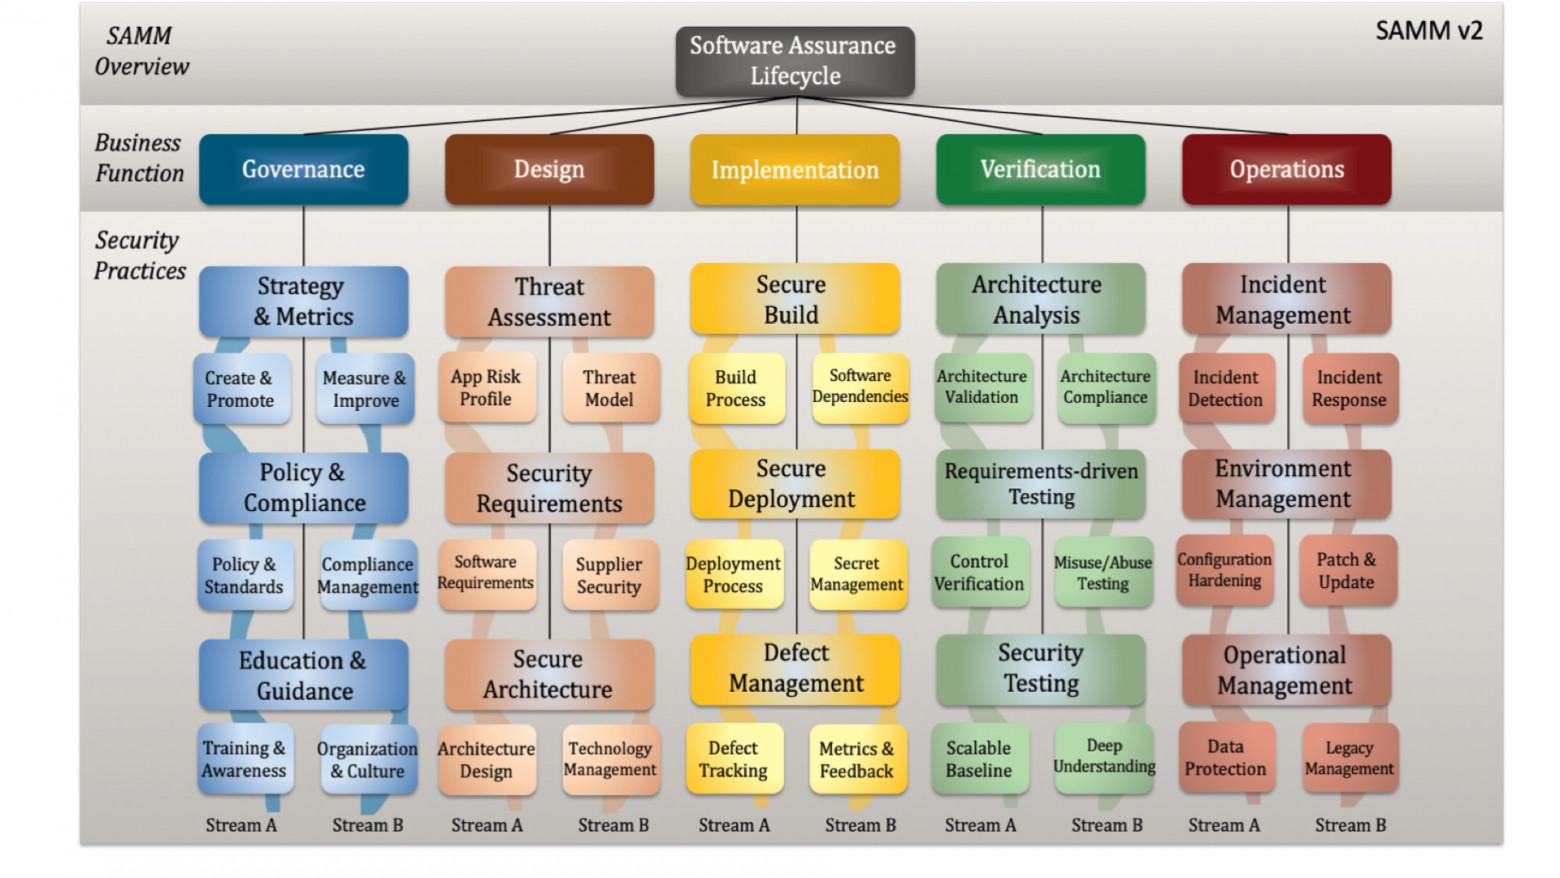 SAMM
Overview
SAMM v2
Software Assurance
Lifecycle
Business
Function
Governance
Design
Implementation
Verification
Operations
Security
Practices
Strategy
& Metrics
Threat
Assessment
Secure
Build
Architecture
Analysis
Incident
Management
Create &
Promote
Measure &
Improve
App Risk
Profile
Threat
Model
Build
Process
Software
Dependencies
Architecture
Validation
Architecture
Compliance
Incident
Detection
Incident
Response
Policy &
Compliance
Security
Requirements
Secure
Deployment
Requirements-driven
Testing
Environment
Management
Policy &
Standards
Compliance
Management
Software
Requirements
Supplier
Security
Deployment
Process
Secret
Management
Control
Verification
Misuse/Abuse
Testing
Configuration
Hardening
Patch &
Update
Education &
Guidance
Secure
Architecture
Defect
Management
Security
Testing
Operational
Management
Training &
Awareness
Organization
& Culture
Architecture
Design
Technology
Management
Defect
Tracking
Metrics &
Feedback
Scalable
Baseline
Deep
Understanding
Data
Protection
Legacy
Management
Stream A
Stream B
Stream A
Stream B
Stream A
Stream B
Stream A
Stream B
Stream A
Stream B